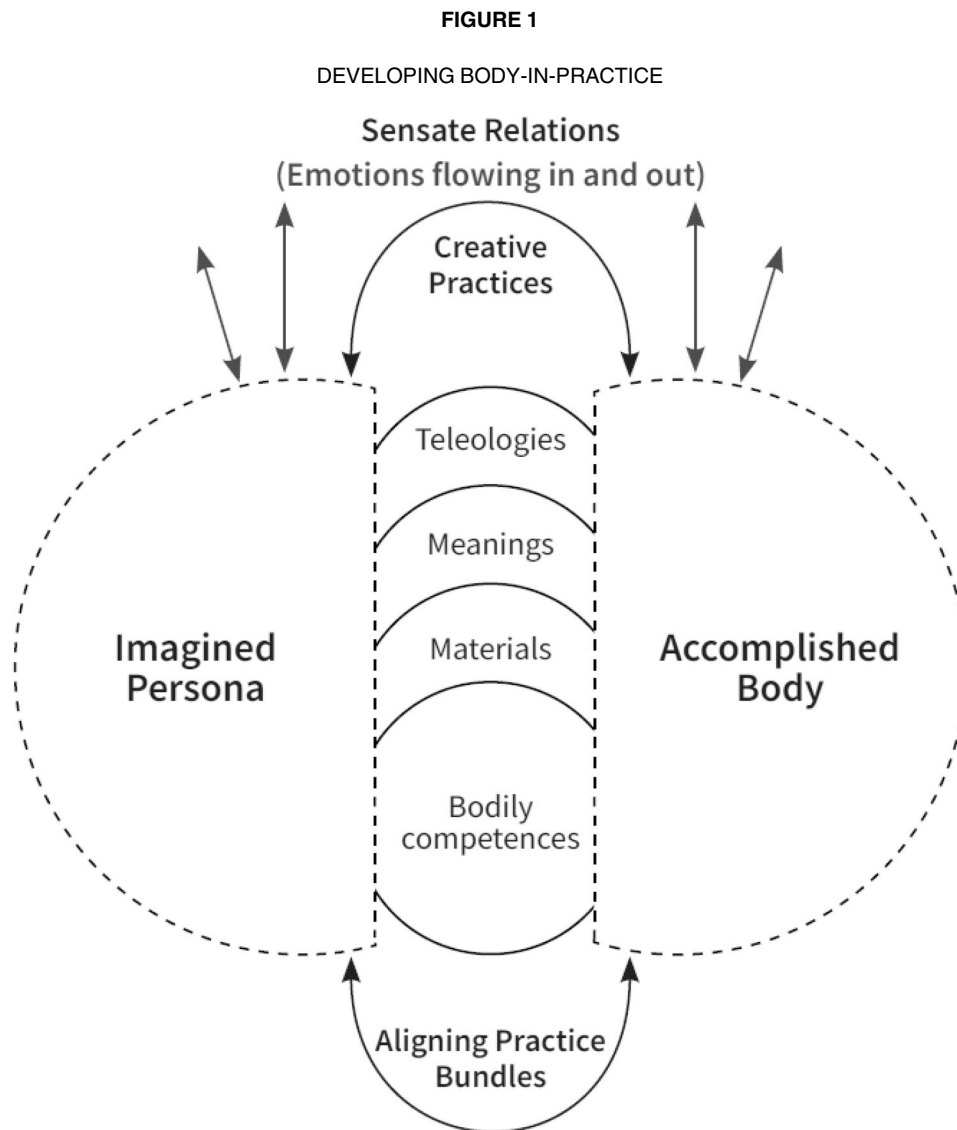 FIGURE 1
DEVELOPING BODY-IN-PRACTICE
Sensate Relations
(Emotions flowing in and out)
Creative
Practices
Teleologies
Meanings
Materials
Imagined
Persona
Accomplished
Body
Bodily
competences
Aligning Practice
Bundles